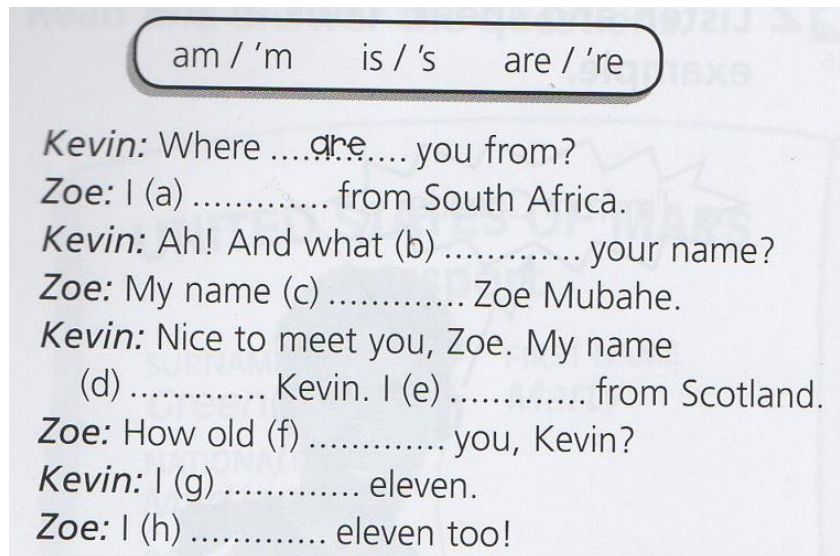 am / 'm is / 's are / 're
Kevin: Where ....are.... you from?
Zoe: I (a) ............. from South Africa.
Kevin: Ah! And what (b) ............. your name?
Zoe: My name (c) ............. Zoe Mubahe.
Kevin: Nice to meet you, Zoe. My name
(d) ............. Kevin. I (e) ............. from Scotland.
Zoe: How old (f) ............. you, Kevin?
Kevin: I (g) ............. eleven.
Zoe: I (h) ............. eleven too!